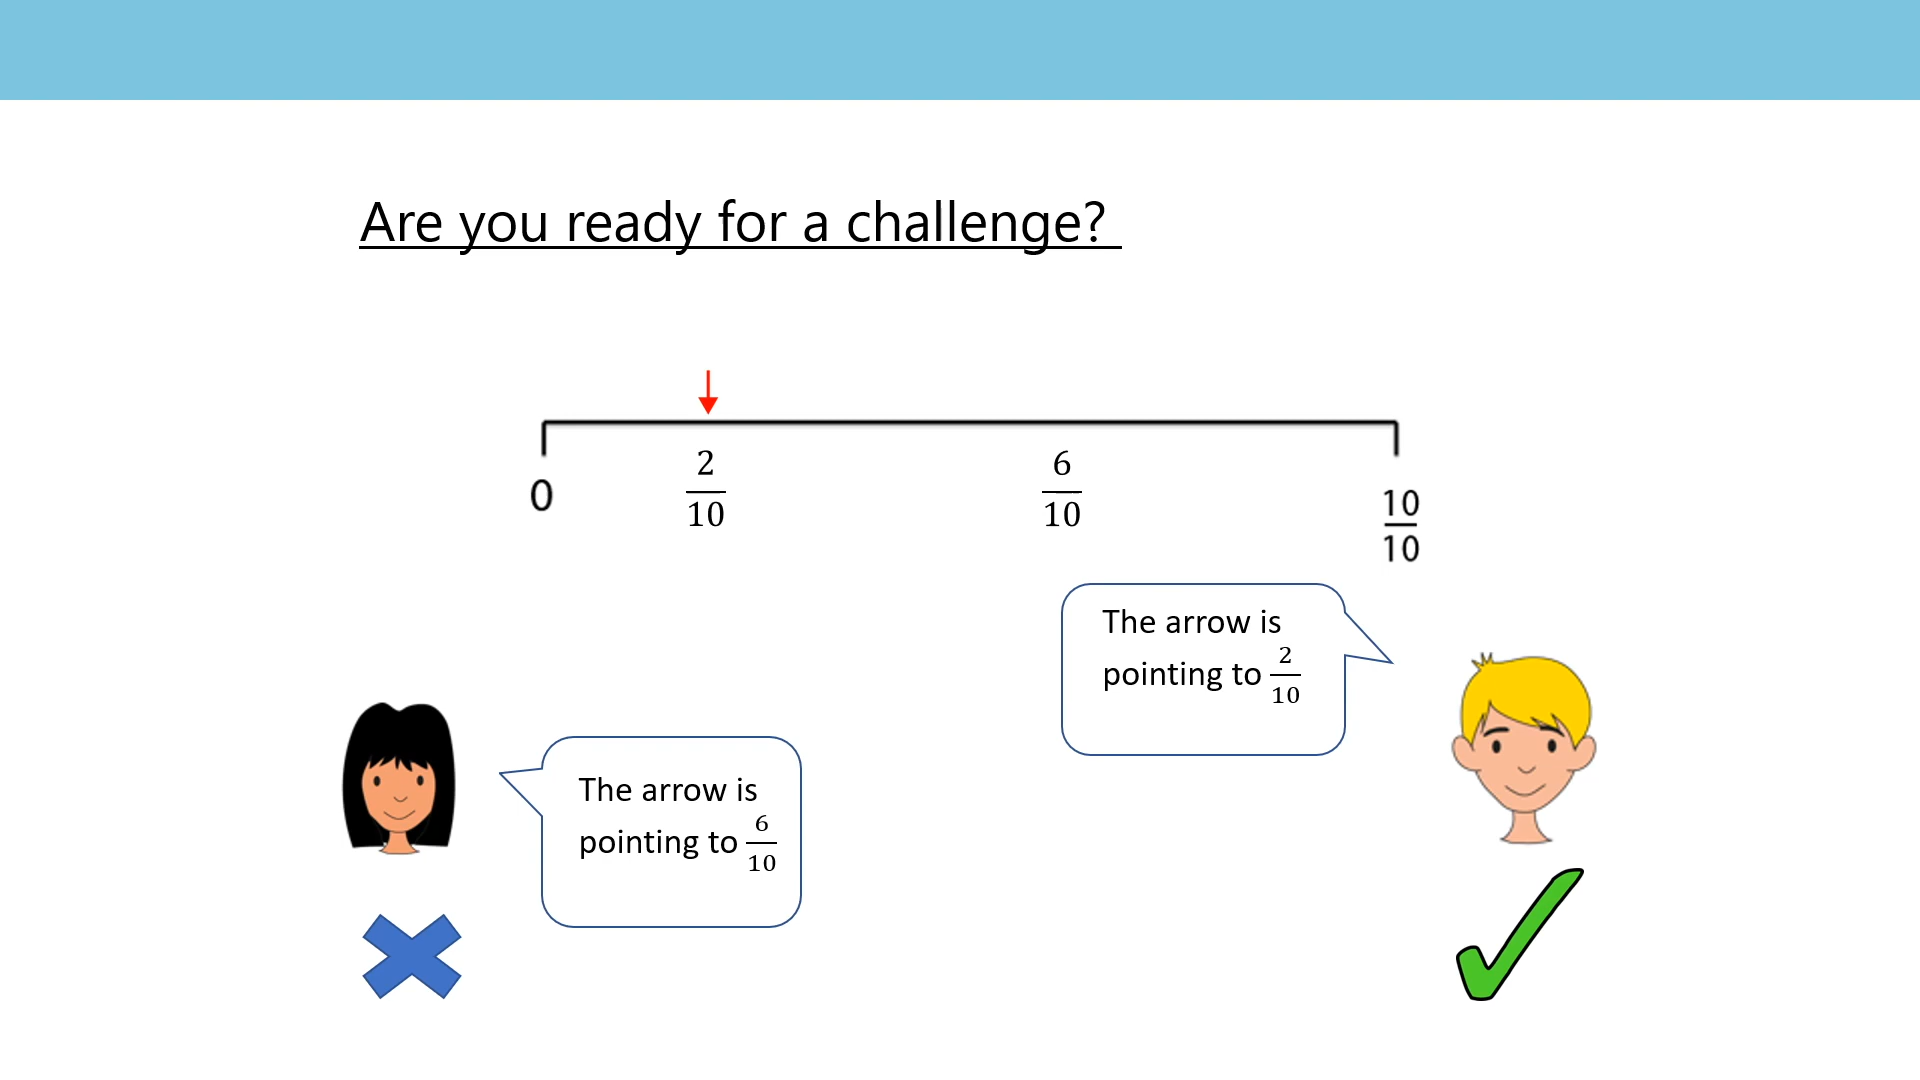 Are you ready for a challenge?
0
2/10
6/10
10/10
The arrow is
pointing to 2/10
The arrow is
pointing to 6/10